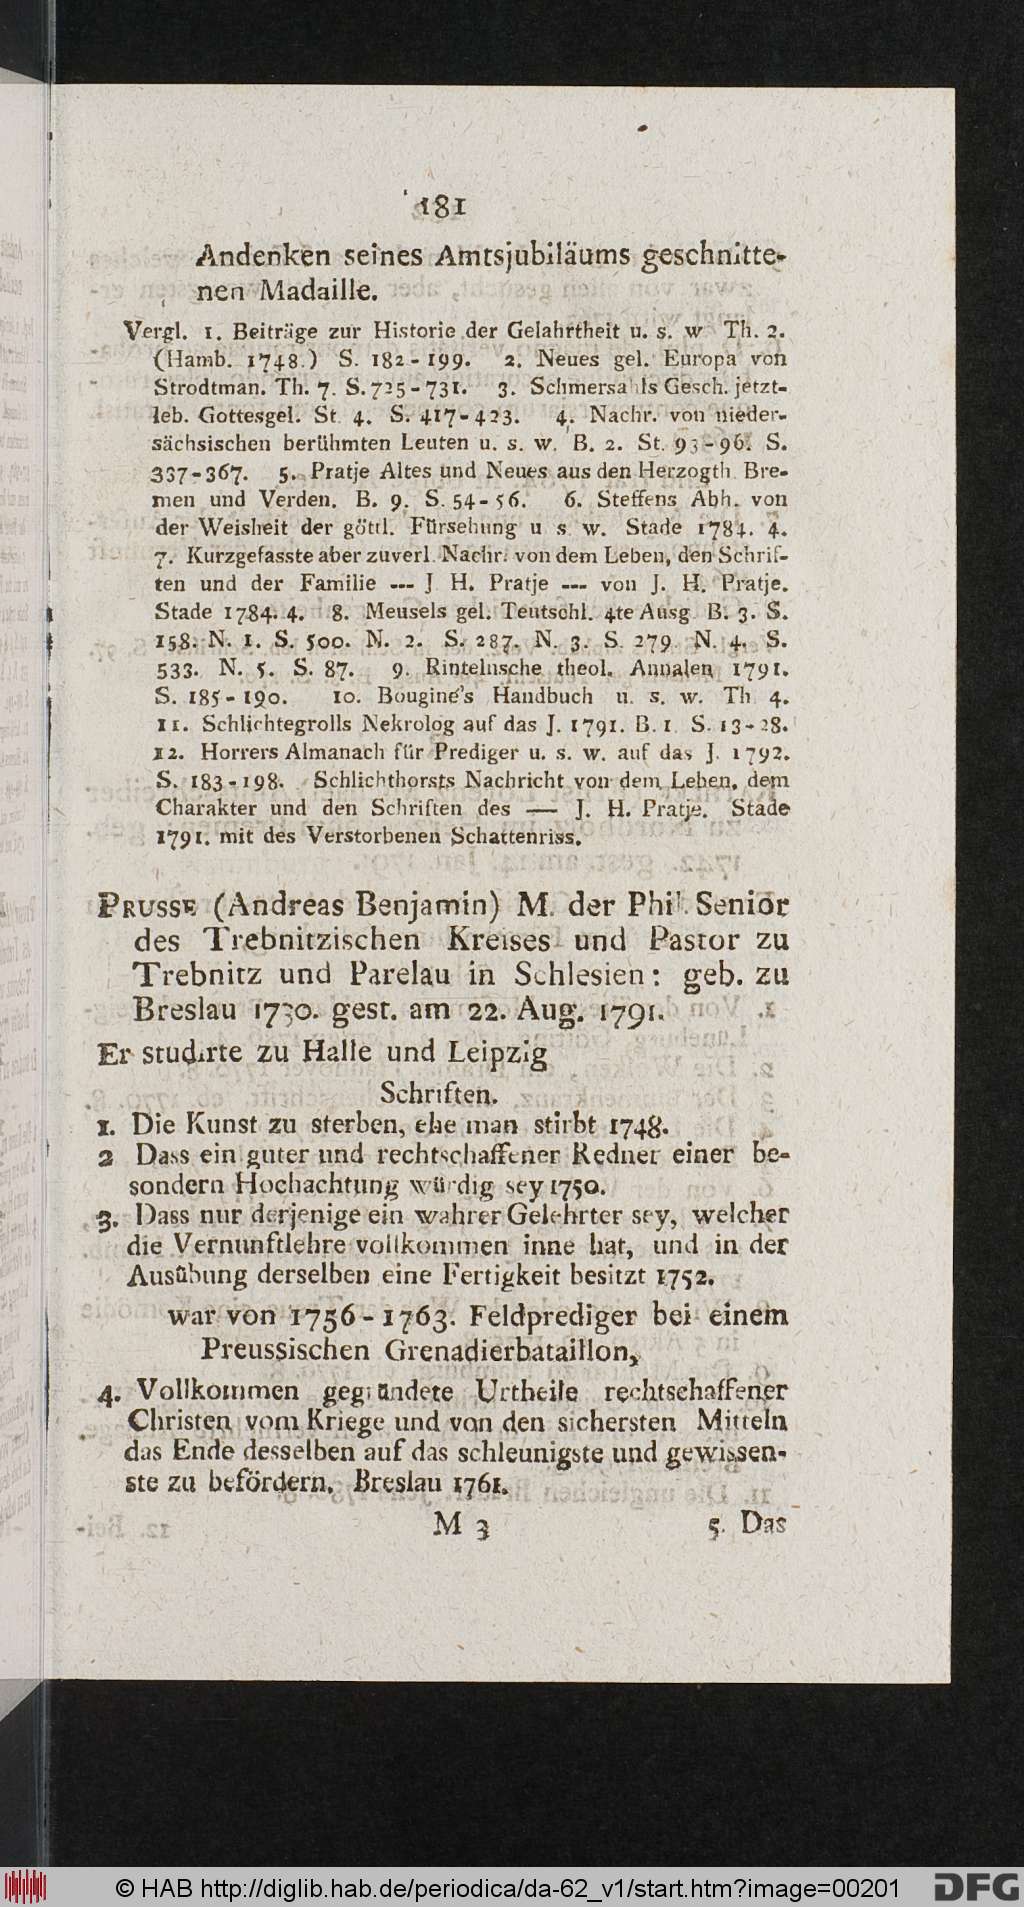 181
Andenken seines Amtsjubiläums geschnitte-
nen Madaille.
Vergl. 1. Beiträge zur Historie der Gelahrtheit u. s. w Th. 2.
(Hamb. 1748.) S. 182-199. 2. Neues gel. Europa von
Strodtman. Th. 7. S. 725-731. 3. Schmersahls Gesch. jetzt-
leb. Gottesgel. St. 4. S. 417-423. 4. Nachr. von nieder-
sächsischen berühmten Leuten u. s. w. B. 2. St. 93-96. S.
337-367. 5. Pratje Altes und Neues aus den Herzogth. Bre-
men und Verden. B. 9. S. 54-56. 6. Steffens Abh. von
der Weisheit der göttl. Fürsehung u s w. Stade 1784. 4.
7. Kurzgefasste aber zuverl. Nachr. von dem Leben, den Schrif-
ten und der Familie --- J. H. Pratje --- von J. H. Pratje.
Stade 1784. 4. 8. Meusels gel. Teutschl. 4te Ausg B. 3. S.
158. N. 1. S. 500. N. 2. S. 287. N. 3. S. 279. N. 4. S.
533. N. 5. S. 87. 9. Rintelnsche theol. Annalen 1791.
S. 185-190. 10. Bougine's Handbuch u. s. w. Th 4.
11. Schlichtegrolls Nekrolog auf das J. 1791. B. 1. S. 13-28.
12. Horrers Almanach für Prediger u. s. w. auf das J. 1792.
S. 183-198. Schlichthorsts Nachricht von dem Leben, dem
Charakter und den Schriften des — J. H. Pratje. Stade
1791. mit des Verstorbenen Schattenriss.
PRUSSE (Andreas Benjamin) M. der Phil. Senior
des Trebnitzischen Kreises und Pastor zu
Trebnitz und Parelau in Schlesien: geb. zu
Breslau 1730. gest. am 22. Aug. 1791.
Er studirte zu Halle und Leipzig
Schriften.
1. Die Kunst zu sterben, ehe man stirbt 1748.
2 Dass ein guter und rechtschaffener Redner einer be-
sondern Hochachtung würdig sey 1750.
3. Dass nur derjenige ein wahrer Gelehrter sey, welcher
die Vernunftlehre vollkommen inne hat, und in der
Ausübung derselben eine Fertigkeit besitzt 1752.
war von 1756-1763. Feldprediger bei einem
Preussischen Grenadierbataillon,
4. Vollkommen gegründete Urtheile rechtschaffener
Christen vom Kriege und von den sichersten Mitteln
das Ende desselben auf das schleunigste und gewissen-
ste zu befördern. Breslau 1761.
M 3 5. Das
© HAB http://diglib.hab.de/periodica/da-62_v1/start.htm?image=00201
DFG